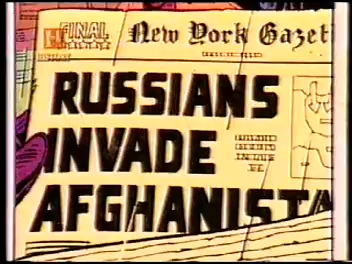 FINAL
New York Gazet
RUSSIANS
INVADE
AFGHANISTA